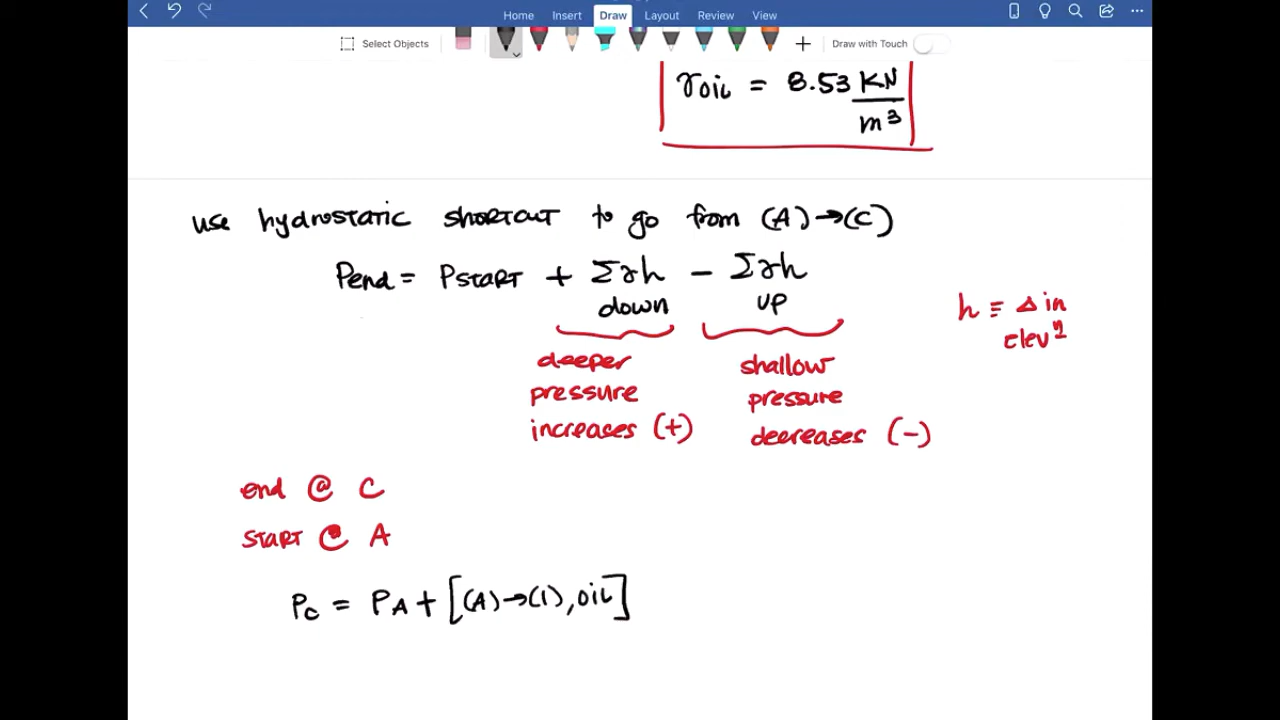 Home Insert Draw Layout Review View
Select Objects
Draw with Touch
γoil = 8.53 KN/m³
use hydrostatic shortcut to go from (A)→(C)
Pend = PSTART + Σγh - Σγh
down up
h ≡ Δ in
elevⁿ
deeper shallow
pressure pressure
increases (+) decreases (-)
end @ C
START @ A
Pc = PA + [(A)→(1), oil]